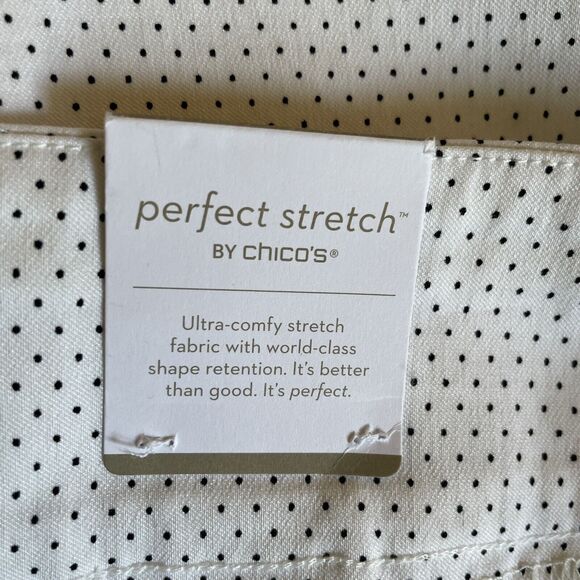 perfect stretch™
BY chico's®
Ultra-comfy stretch
fabric with world-class
shape retention. It's better
than good. It's perfect.